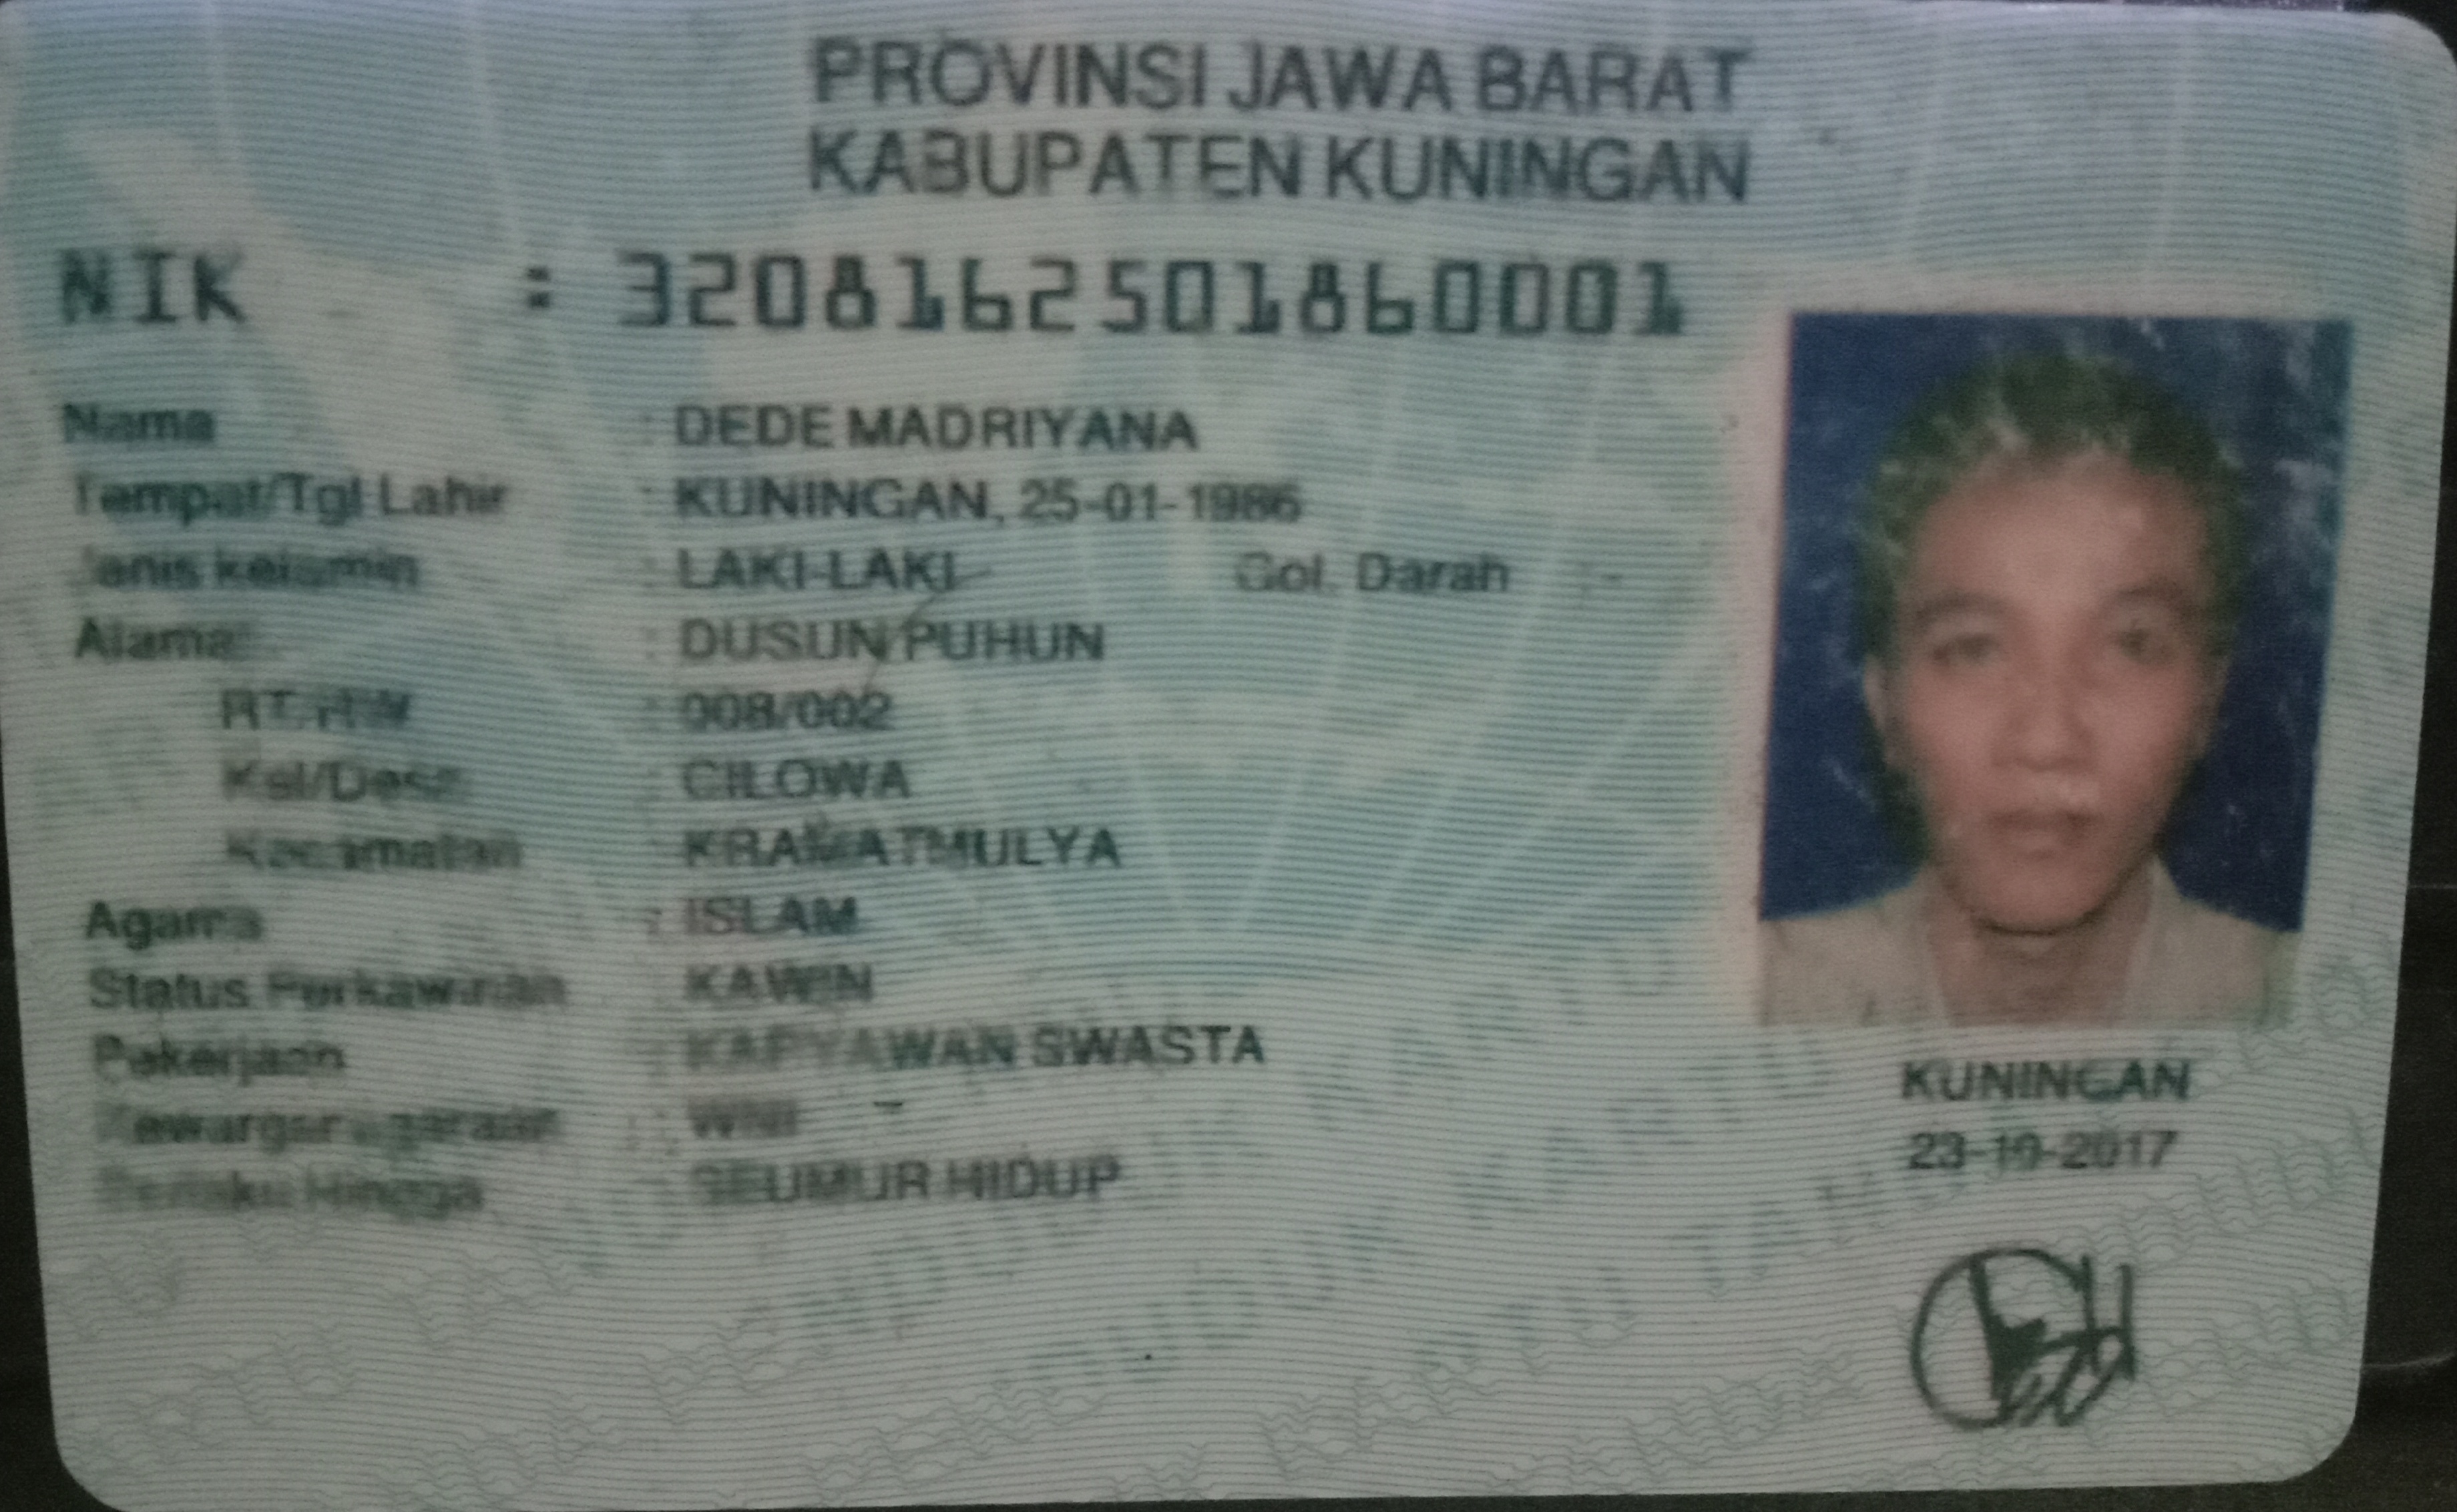 PROVINSI JAWA BARAT
KABUPATEN KUNINGAN
NIK : 3208162501860001
Nama : DEDE MADRIYANA
Tempat/Tgl Lahir : KUNINGAN, 25-01-1986
Jenis kelamin : LAKI-LAKI Gol. Darah : -
Alamat : DUSUN PUHUN
RT/RW : 008/002
Kel/Desa : CILOWA
Kecamatan : KRAMATMULYA
Agama : ISLAM
Status Perkawinan : KAWIN
Pekerjaan : KARYAWAN SWASTA
Kewarganegaraan : WNI
Berlaku Hingga : SEUMUR HIDUP
KUNINGAN
23-10-2017